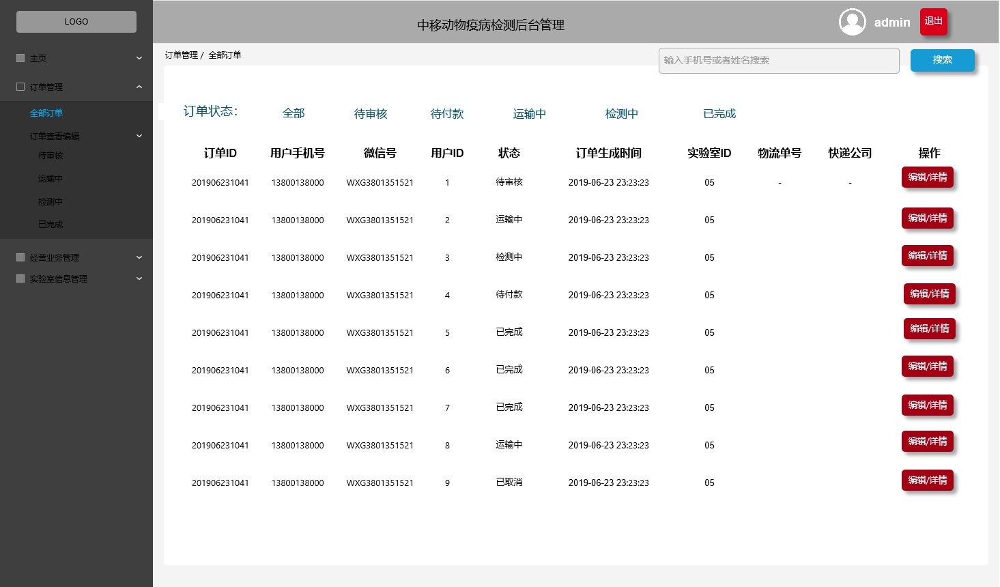 LOGO
中移动物疫病检测后台管理
admin
退出
主页
订单管理
全部订单
订单查看编辑
待审核
运输中
检测中
已完成
经营业务管理
实验室信息管理
订单管理 / 全部订单
输入手机号或者姓名搜索
搜索
订单状态: 全部 待审核 待付款 运输中 检测中 已完成
订单ID 用户手机号 微信号 用户ID 状态 订单生成时间 实验室ID 物流单号 快递公司 操作
201906231041 13800138000 WXG3801351521 1 待审核 2019-06-23 23:23:23 05 - - 编辑/详情
201906231041 13800138000 WXG3801351521 2 运输中 2019-06-23 23:23:23 05 编辑/详情
201906231041 13800138000 WXG3801351521 3 检测中 2019-06-23 23:23:23 05 编辑/详情
201906231041 13800138000 WXG3801351521 4 待付款 2019-06-23 23:23:23 05 编辑/详情
201906231041 13800138000 WXG3801351521 5 已完成 2019-06-23 23:23:23 05 编辑/详情
201906231041 13800138000 WXG3801351521 6 已完成 2019-06-23 23:23:23 05 编辑/详情
201906231041 13800138000 WXG3801351521 7 已完成 2019-06-23 23:23:23 05 编辑/详情
201906231041 13800138000 WXG3801351521 8 运输中 2019-06-23 23:23:23 05 编辑/详情
201906231041 13800138000 WXG3801351521 9 已取消 2019-06-23 23:23:23 05 编辑/详情